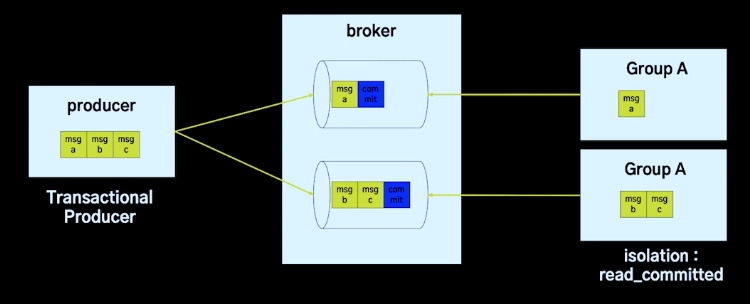 producer
msg
a
msg
b
msg
c
Transactional
Producer
broker
msg
a
com
mit
msg
b
msg
c
com
mit
Group A
msg
a
Group A
msg
b
msg
c
isolation :
read_committed